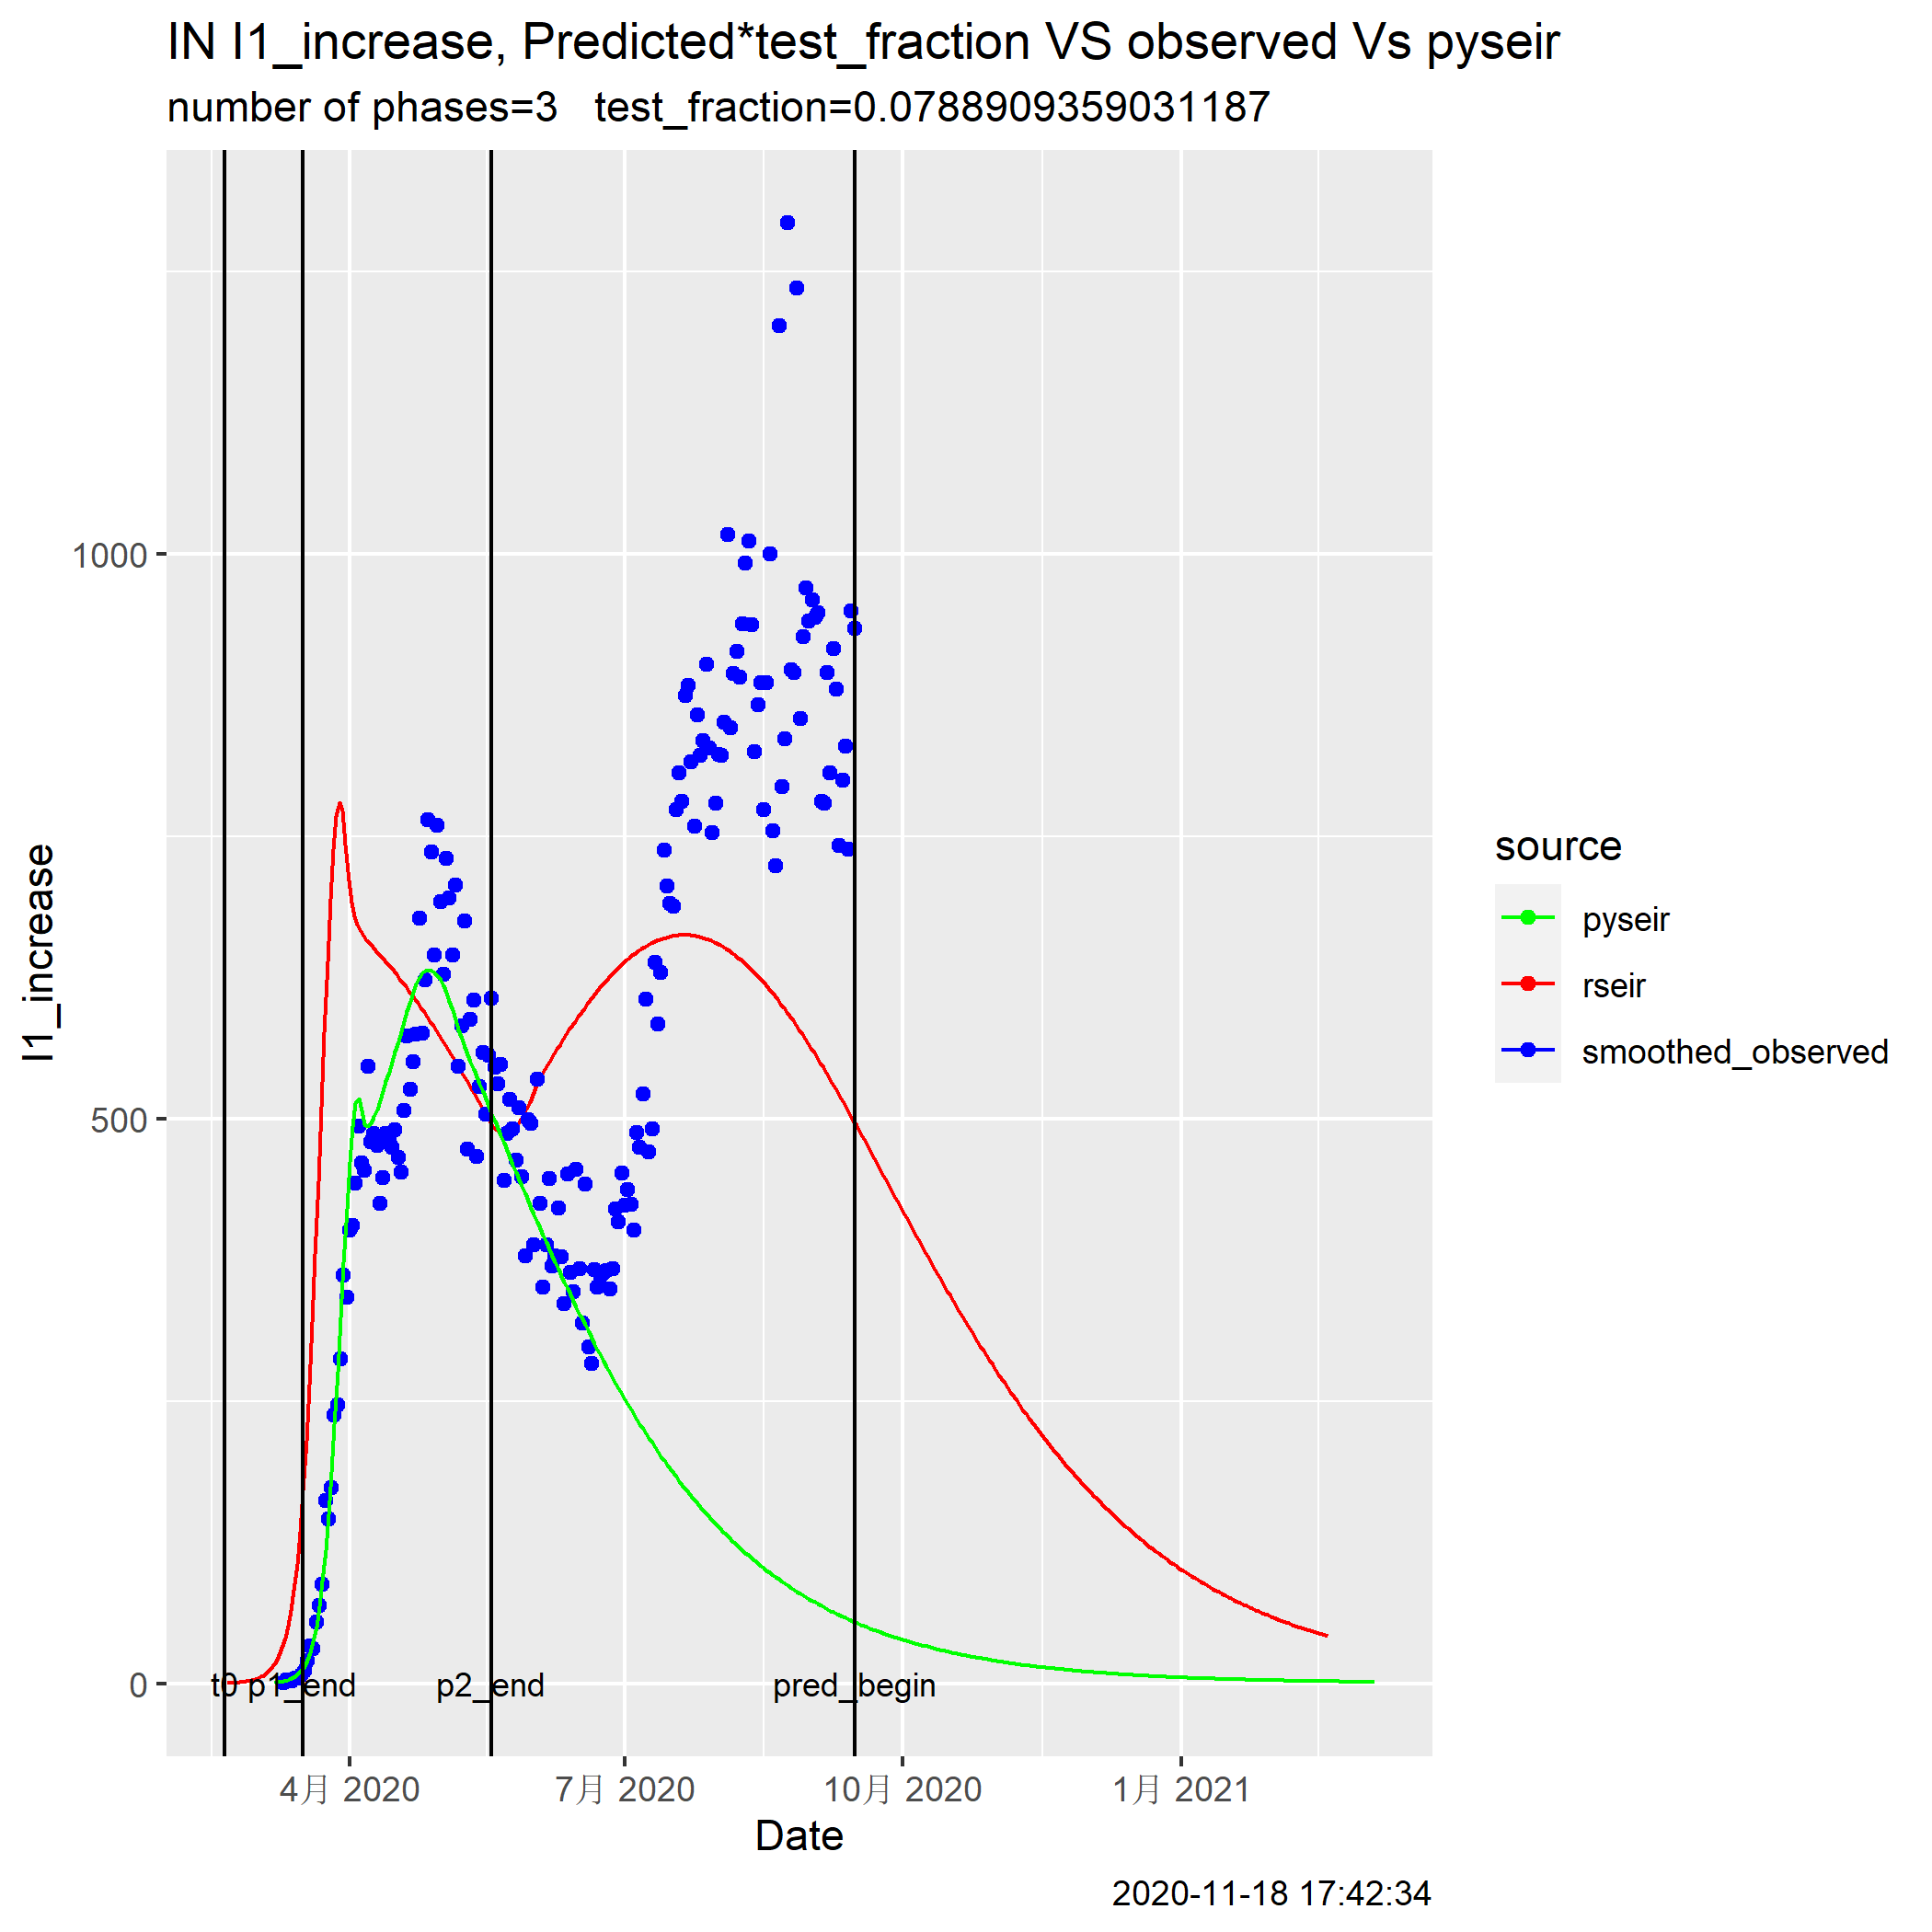 IN I1_increase, Predicted*test_fraction VS observed Vs pyseir
number of phases=3   test_fraction=0.0788909359031187
I1_increase
1000
500
0
t0 p1_end p2_end pred_begin
4月 2020 7月 2020 10月 2020 1月 2021
Date
source
pyseir
rseir
smoothed_observed
2020-11-18 17:42:34